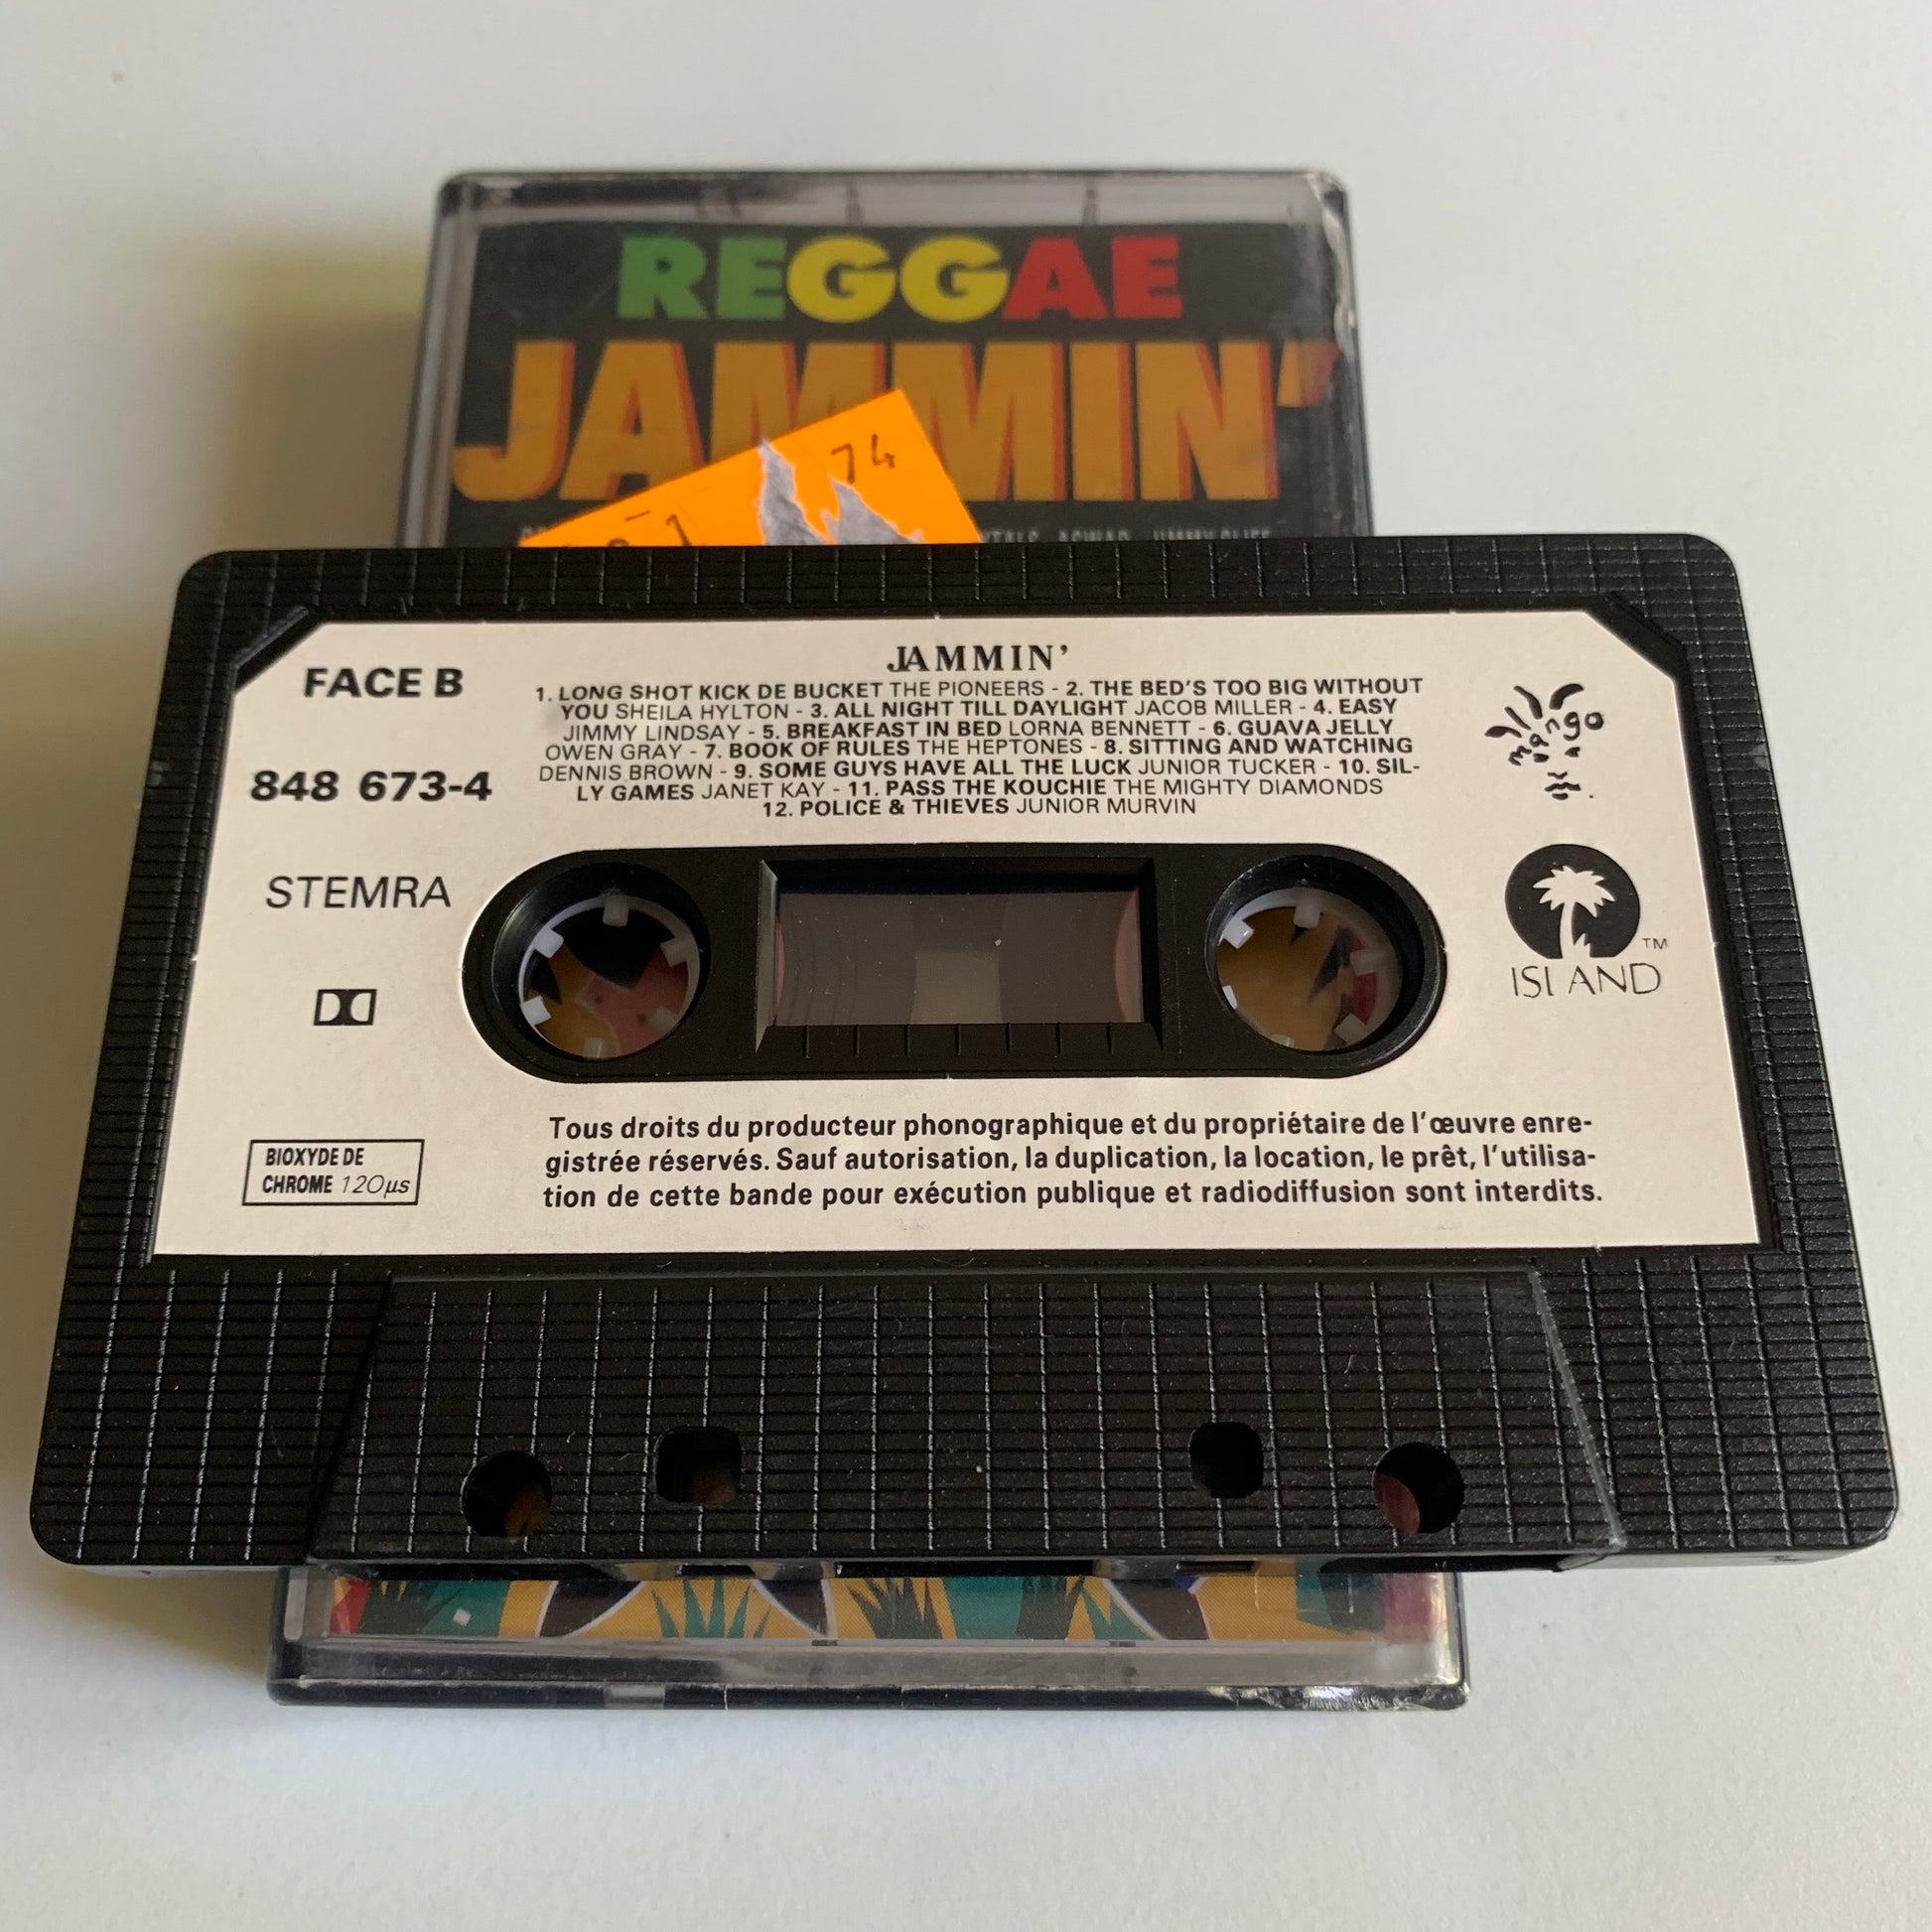 REGGAE
JAMMIN'
74
ASWAD JIMMY CLIFF
FACE B
848 673-4
STEMRA
BIOXYDE DE
CHROME 120µs
JAMMIN'
1. LONG SHOT KICK DE BUCKET THE PIONEERS - 2. THE BED'S TOO BIG WITHOUT
YOU SHEILA HYLTON - 3. ALL NIGHT TILL DAYLIGHT JACOB MILLER - 4. EASY
JIMMY LINDSAY - 5. BREAKFAST IN BED LORNA BENNETT - 6. GUAVA JELLY
OWEN GRAY - 7. BOOK OF RULES THE HEPTONES - 8. SITTING AND WATCHING
DENNIS BROWN - 9. SOME GUYS HAVE ALL THE LUCK JUNIOR TUCKER - 10. SIL-
LY GAMES JANET KAY - 11. PASS THE KOUCHIE THE MIGHTY DIAMONDS
12. POLICE & THIEVES JUNIOR MURVIN
mango
ISLAND TM
Tous droits du producteur phonographique et du propriétaire de l'œuvre enre-
gistrée réservés. Sauf autorisation, la duplication, la location, le prêt, l'utilisa-
tion de cette bande pour exécution publique et radiodiffusion sont interdits.